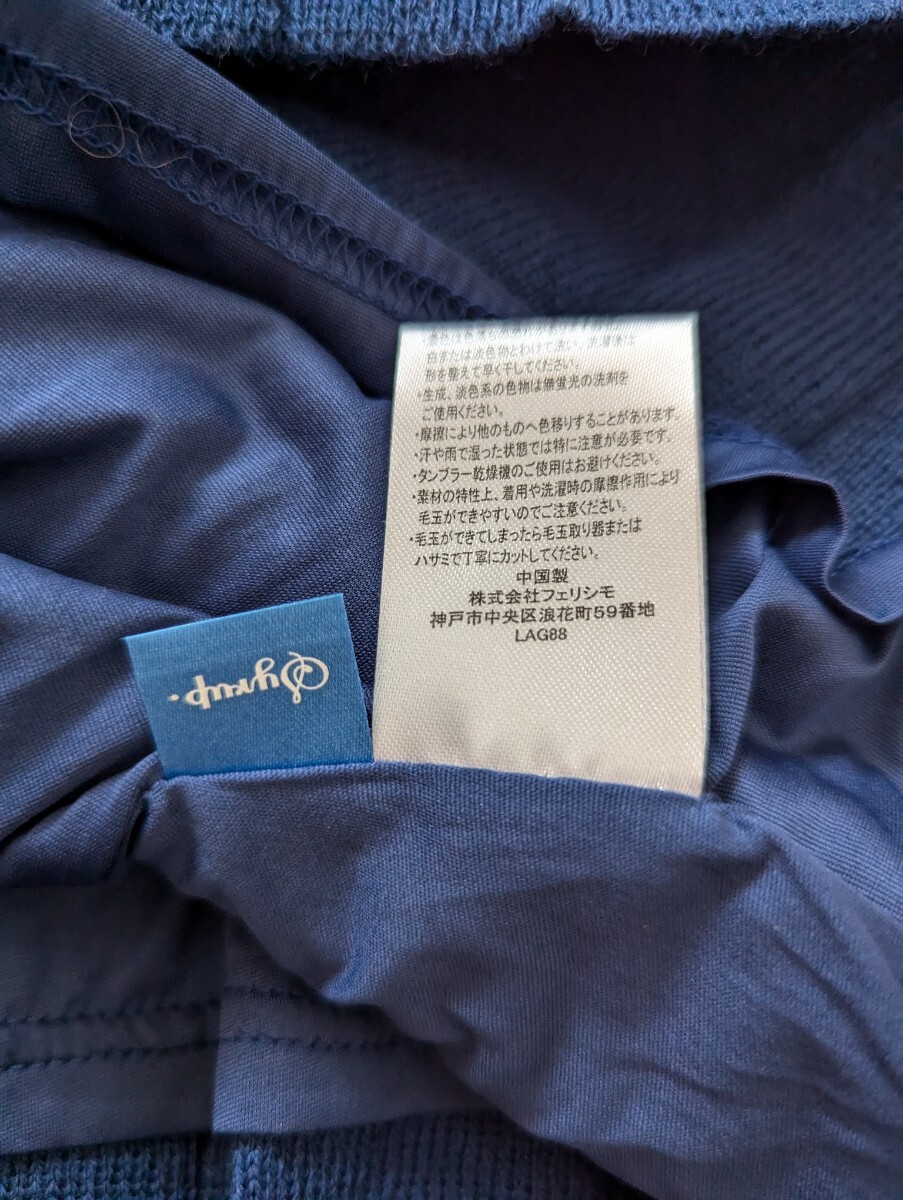 白または淡色物とわけて洗い、洗濯後は
形を整えて早く干してください。
・生成、淡色系の色物は無蛍光の洗剤を
ご使用ください。
・摩擦により他のものへ色移りすることがあります。
・汗や雨で湿った状態では特に注意が必要です。
・タンブラー乾燥機のご使用はお避けください。
・素材の特性上、着用や洗濯時の摩擦作用により
毛玉ができやすいのでご注意ください。
・毛玉ができてしまったら毛玉取り器または
ハサミで丁寧にカットしてください。
中国製
株式会社フェリシモ
神戸市中央区浪花町59番地
LAG88
Syrup.